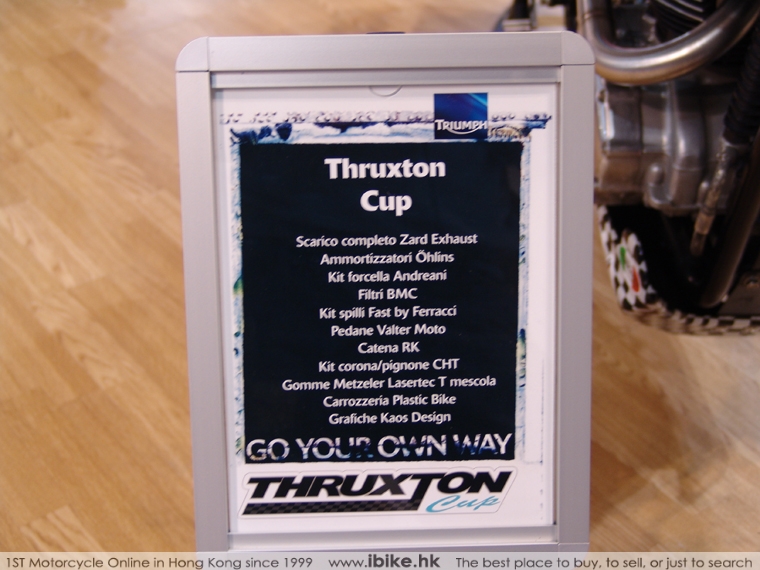 TRIUMPH
Thruxton
Cup
Scarico completo Zard Exhaust
Ammortizzatori Öhlins
Kit forcella Andreani
Filtri BMC
Kit spilli Fast by Ferracci
Pedane Valter Moto
Catena RK
Kit corona/pignone CHT
Gomme Metzeler Lasertec T mescola
Carrozzeria Plastic Bike
Grafiche Kaos Design
GO YOUR OWN WAY
THRUXTON
Cup
1ST Motorcycle Online in Hong Kong since 1999 www.ibike.hk The best place to buy, to sell, or just to search